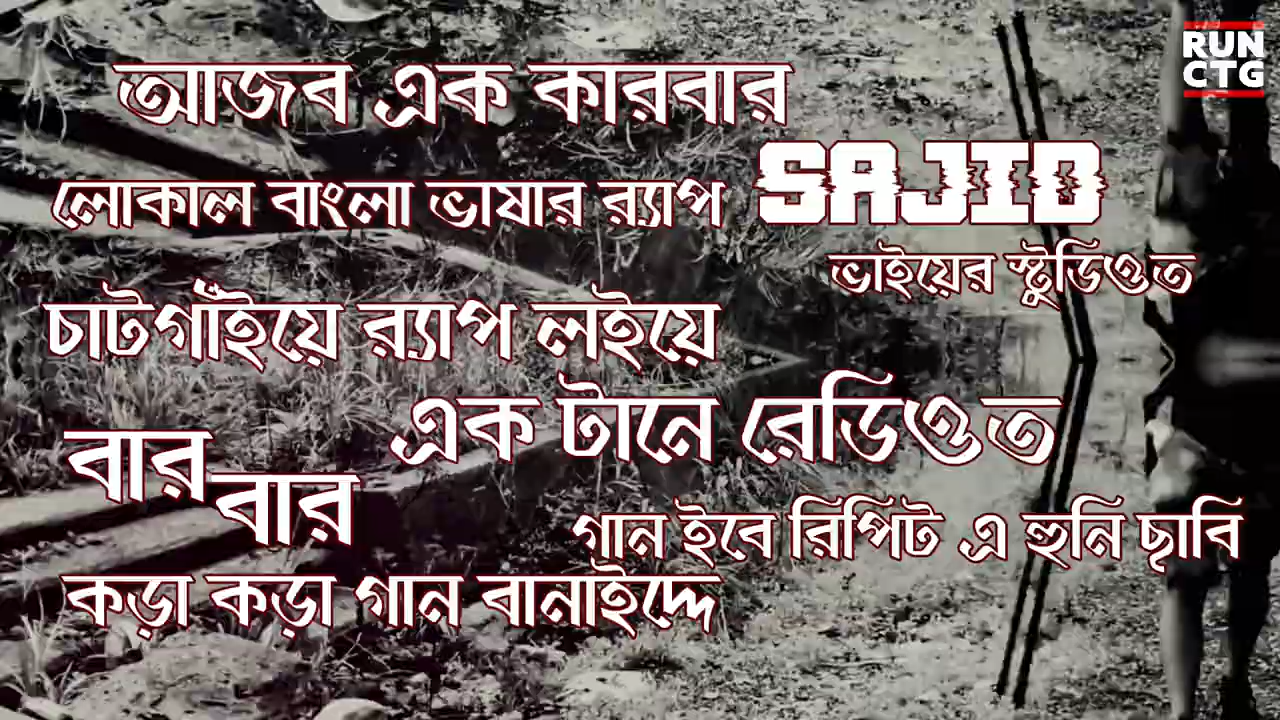 RUN
CTG
আজব এক কারবার
লোকাল বাংলা ভাষার র‍্যাপ SAJID
ভাইয়ের স্টুডিওত
চাটগাঁইয়ে র‍্যাপ লইয়ে
এক টানে রেডিওত
বার বার
গান ইবে রিপিট এ হুনি ছাবি
কড়া কড়া গান বানাইদ্দে